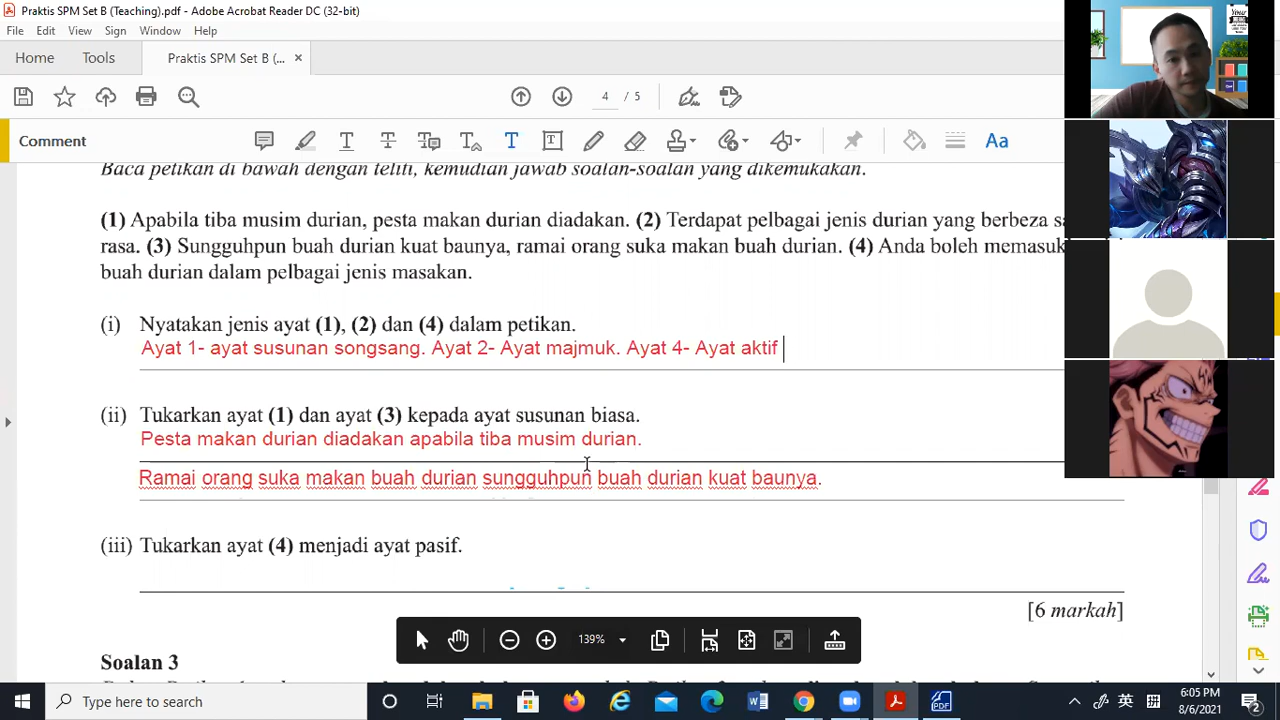 Praktis SPM Set B (Teaching).pdf - Adobe Acrobat Reader DC (32-bit)
File Edit View Sign Window Help
Home Tools Praktis SPM Set B (... ×
4 / 5
Comment
Baca petikan di bawah dengan teliti, kemudian jawab soalan-soalan yang dikemukakan.
(1) Apabila tiba musim durian, pesta makan durian diadakan. (2) Terdapat pelbagai jenis durian yang berbeza
rasa. (3) Sungguhpun buah durian kuat baunya, ramai orang suka makan buah durian. (4) Anda boleh
buah durian dalam pelbagai jenis masakan.
(i) Nyatakan jenis ayat (1), (2) dan (4) dalam petikan.
Ayat 1- ayat susunan songsang. Ayat 2- Ayat majmuk. Ayat 4- Ayat aktif
(ii) Tukarkan ayat (1) dan ayat (3) kepada ayat susunan biasa.
Pesta makan durian diadakan apabila tiba musim durian.
Ramai orang suka makan buah durian sungguhpun buah durian kuat baunya.
(iii) Tukarkan ayat (4) menjadi ayat pasif.
[6 markah]
139%
Soalan 3
Type here to search
英 拼
6:05 PM
8/6/2021